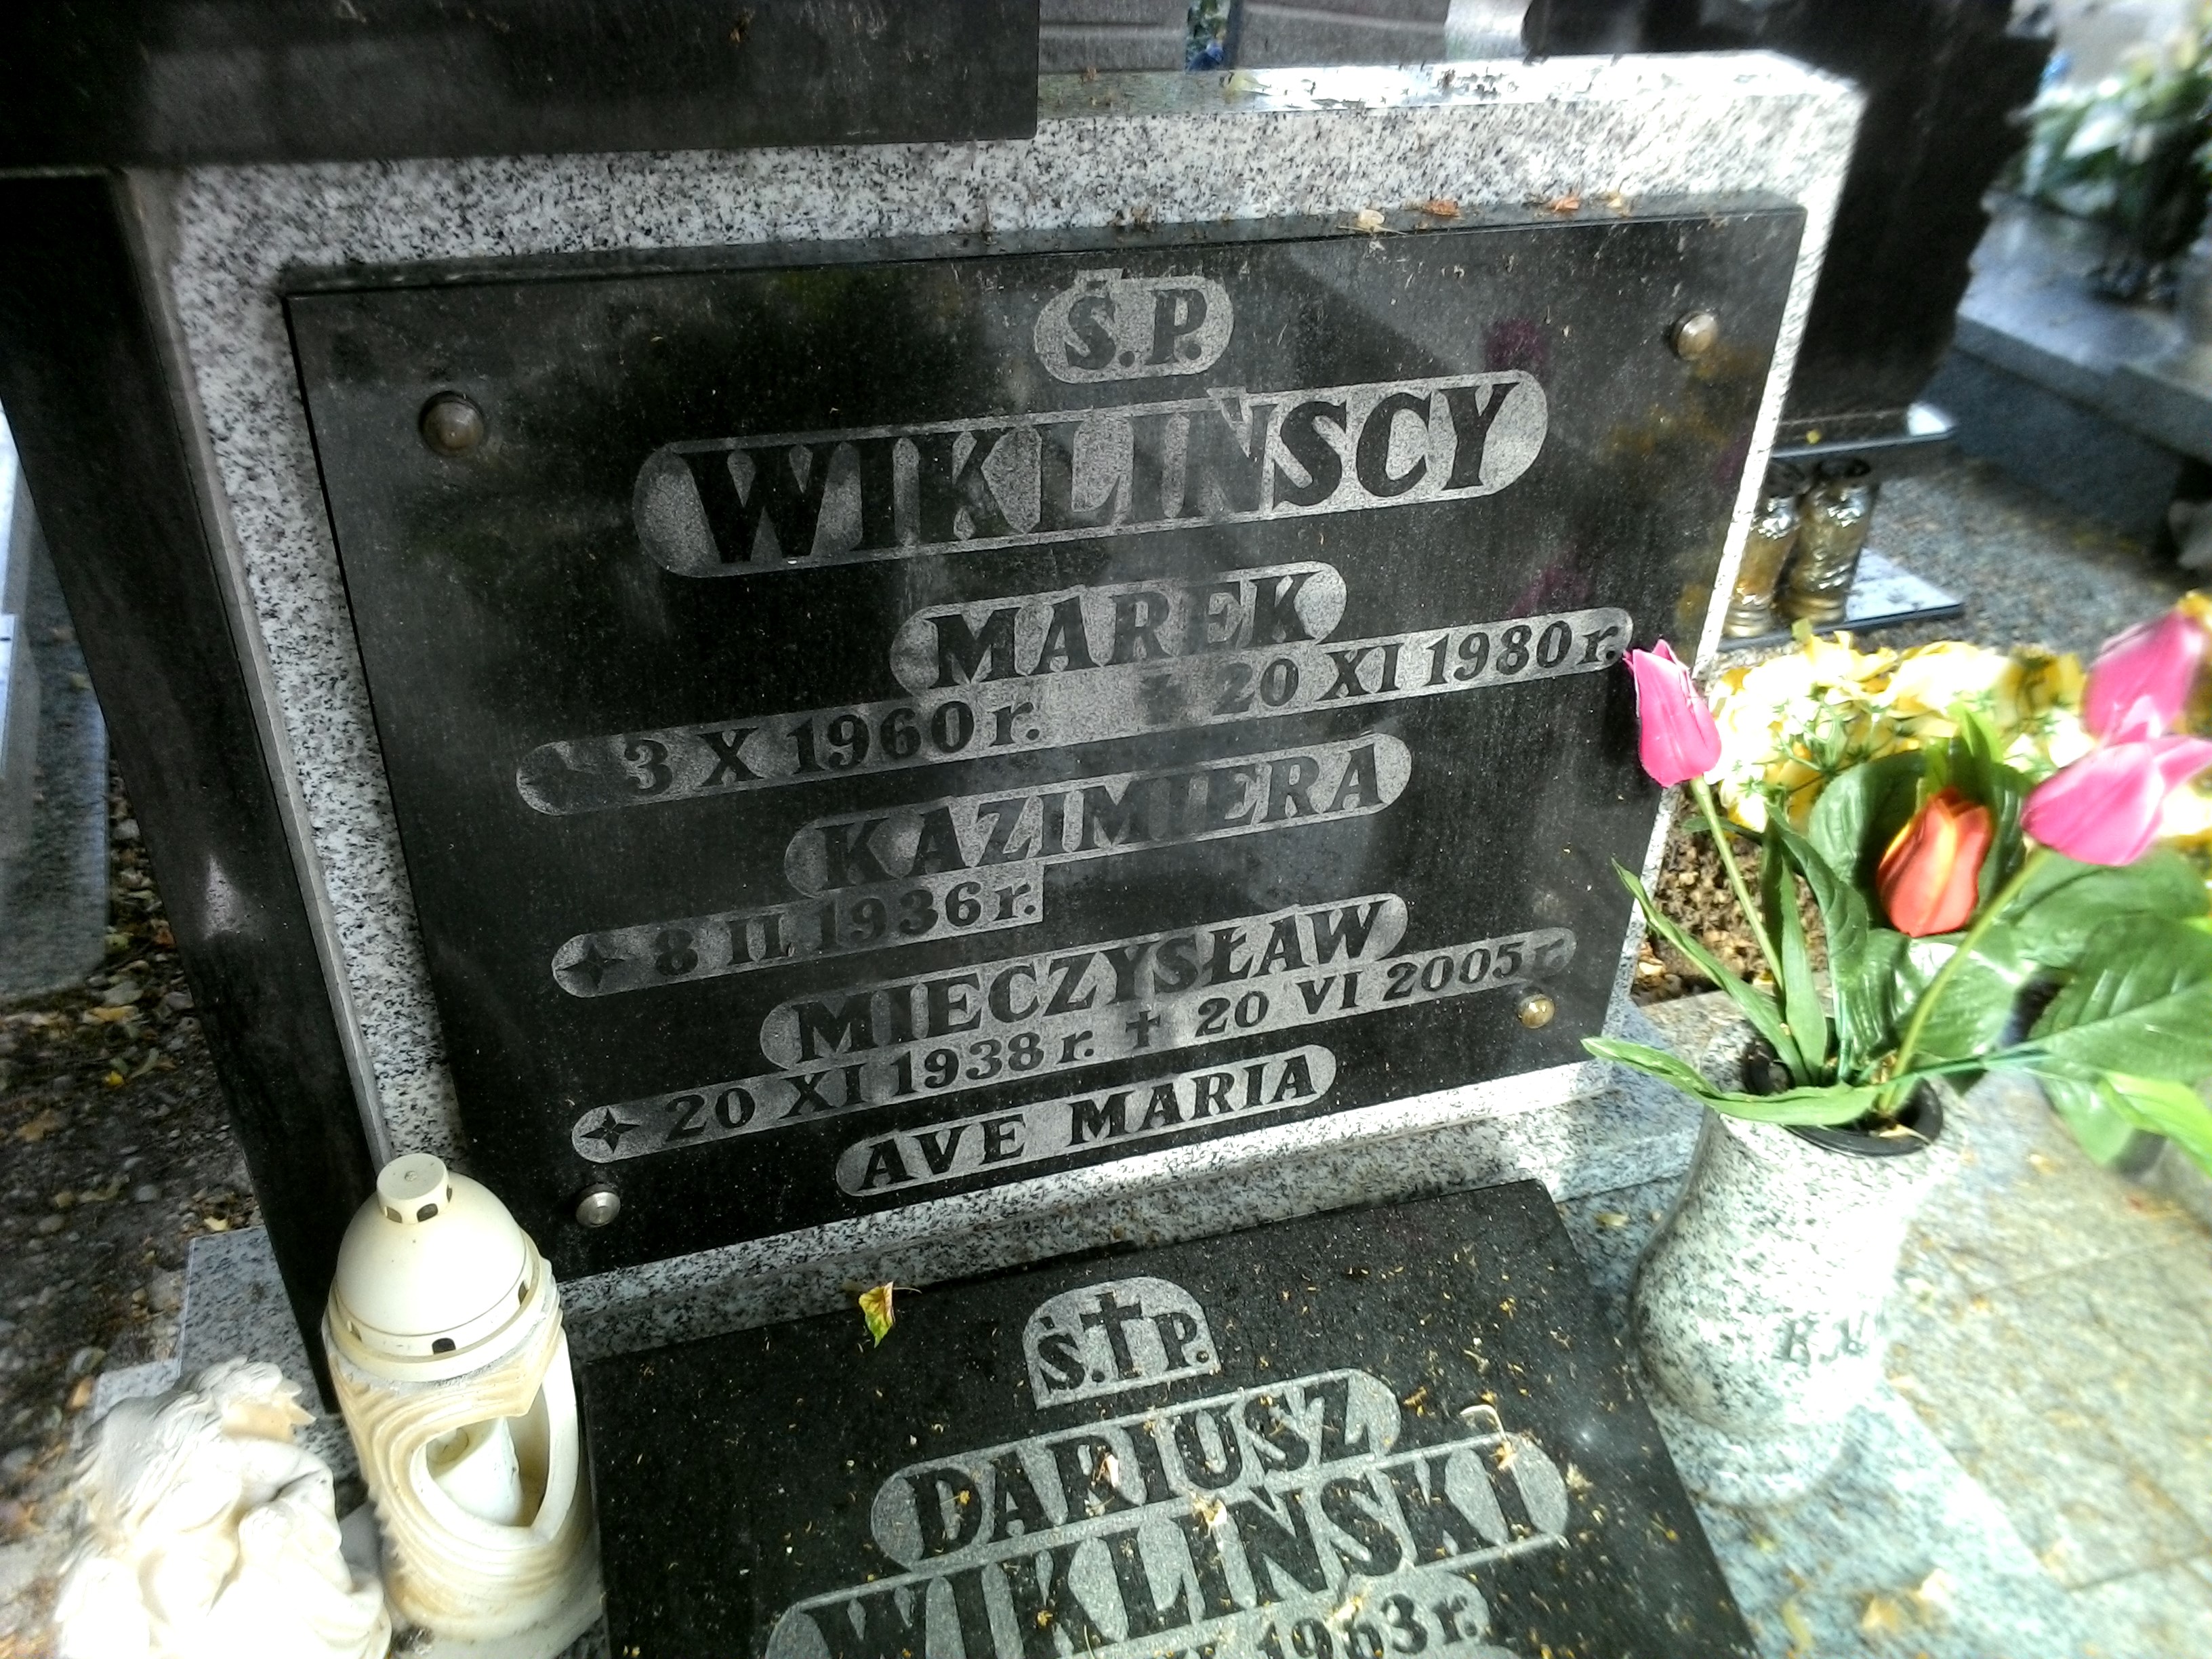 Ś.P.
WIKLIŃSCY
MAREK
3 X 1960 r. ✝ 20 XI 1980 r.
KAZIMIERA
✦ 8 II 1936 r.
MIECZYSŁAW
✦ 20 XI 1938 r. ✝ 20 VI 2005 r.
AVE MARIA
Ś.✝P.
DARIUSZ
WIKLIŃSKI
1963 r.